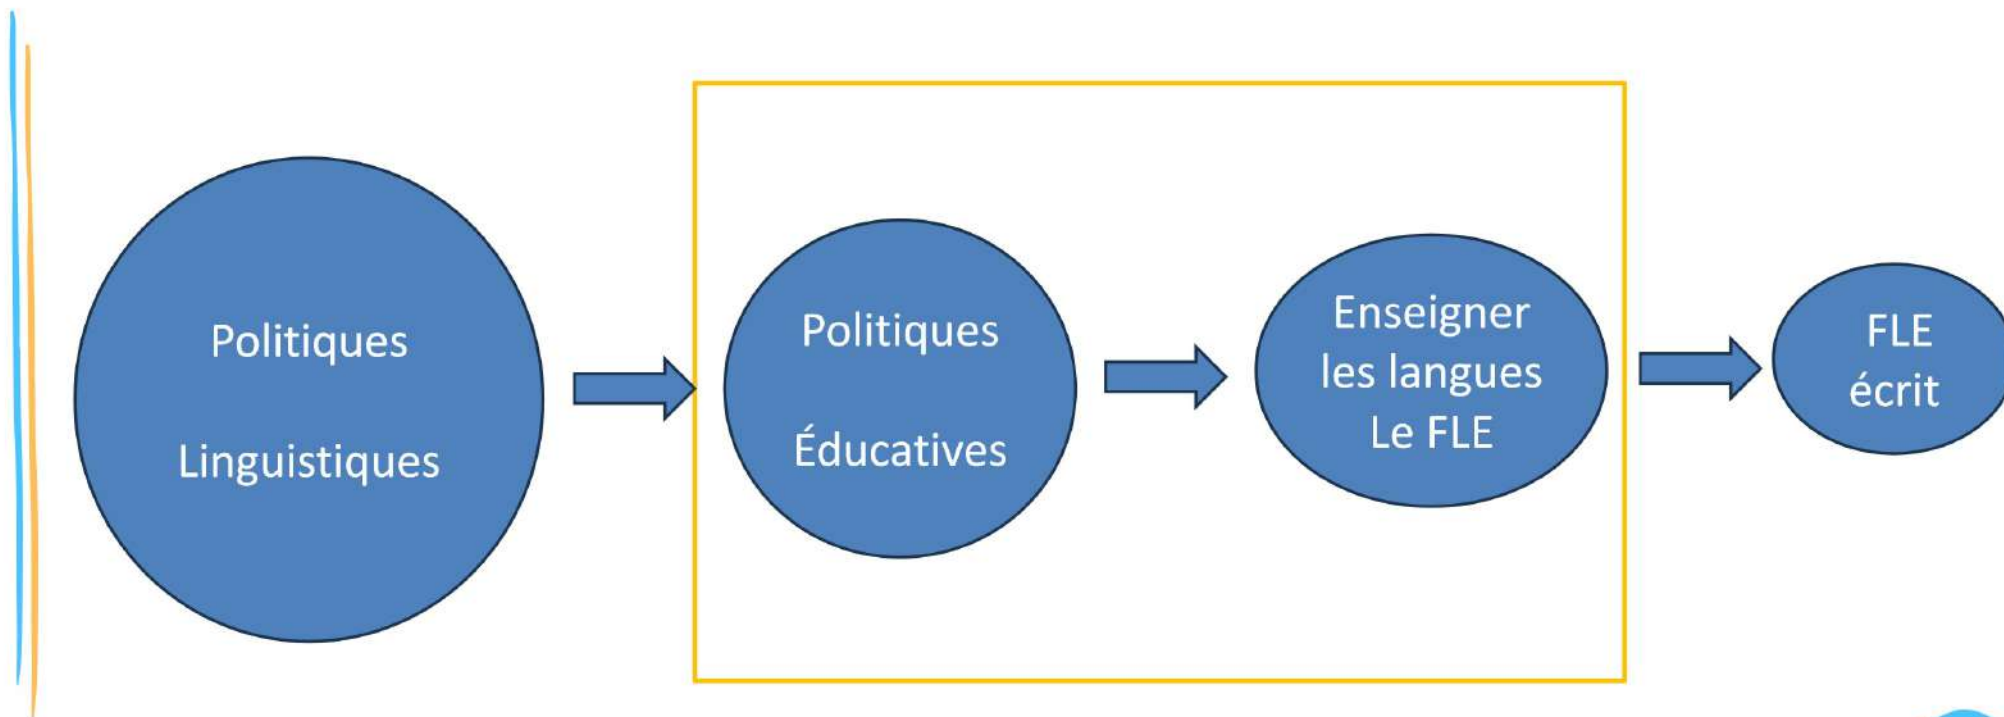 Politiques
Linguistiques
Politiques
Éducatives
Enseigner
les langues
Le FLE
FLE
écrit